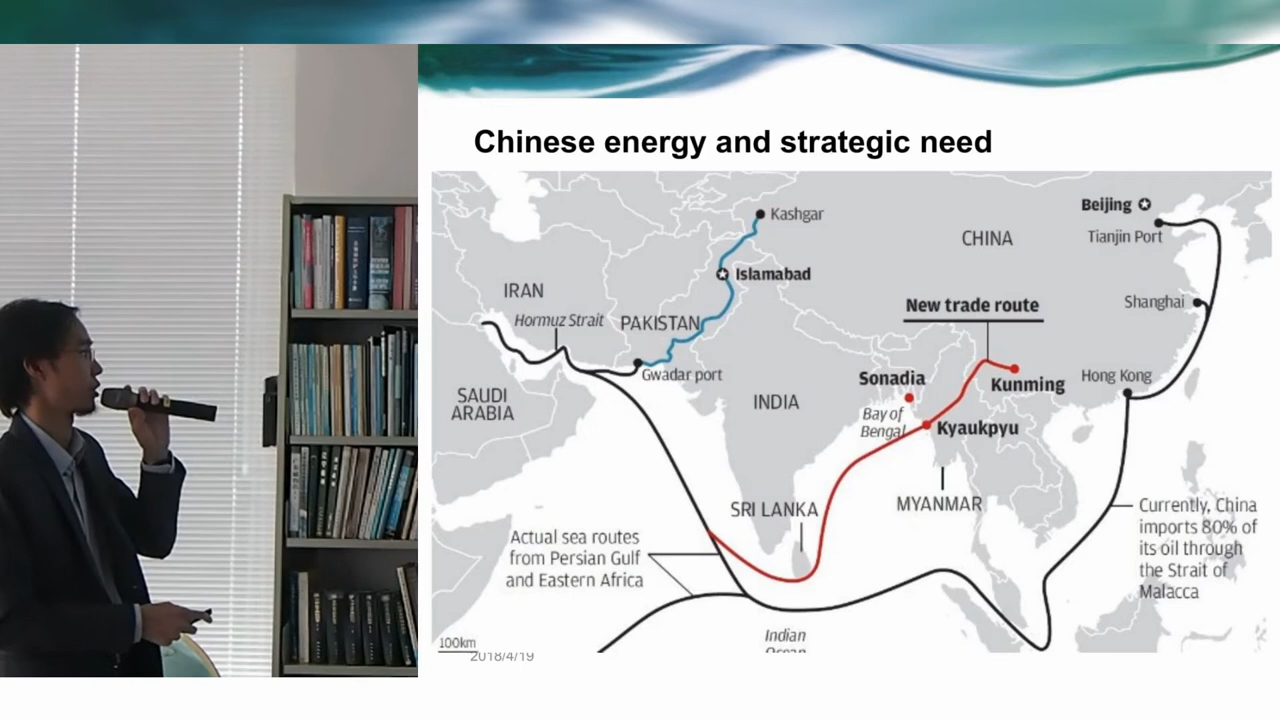 Chinese energy and strategic need
Beijing
Tianjin Port
Kashgar
CHINA
Islamabad
IRAN
Hormuz Strait
PAKISTAN
New trade route
Shanghai
Gwadar port
Sonadia
Kunming
Hong Kong
SAUDI
ARABIA
INDIA
Bay of
Bengal
Kyaukpyu
SRI LANKA
MYANMAR
Currently, China
imports 80% of
its oil through
the Strait of
Malacca
Actual sea routes
from Persian Gulf
and Eastern Africa
Indian
Ocean
100km
2018/4/19